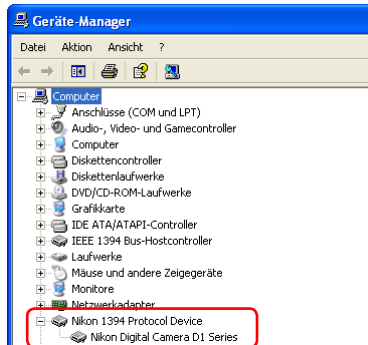 Geräte-Manager
Datei Aktion Ansicht ?
Computer
Anschlüsse (COM und LPT)
Audio-, Video- und Gamecontroller
Computer
Diskettencontroller
Diskettenlaufwerke
DVD/CD-ROM-Laufwerke
Grafikkarte
IDE ATA/ATAPI-Controller
IEEE 1394 Bus-Hostcontroller
Laufwerke
Mäuse und andere Zeigegeräte
Monitore
Netzwerkadapter
Nikon 1394 Protocol Device
Nikon Digital Camera D1 Series